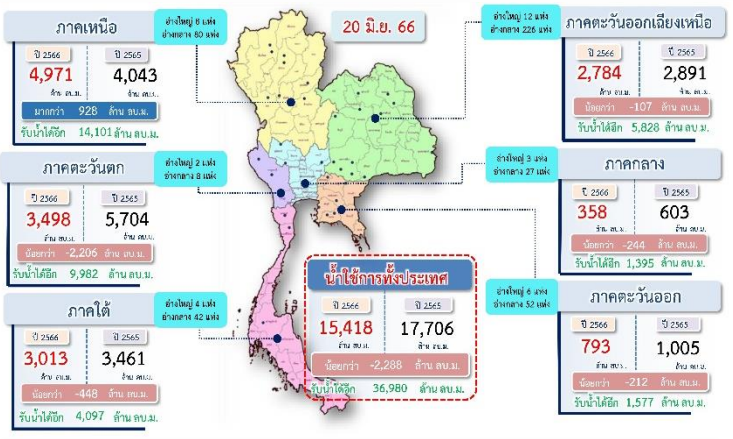 20 มิ.ย. 66
ภาคเหนือ
ปี 2566 ปี 2565
4,971 4,043
ล้าน ลบ.ม. ล้าน ลบ.ม.
มากกว่า 928 ล้าน ลบ.ม.
รับน้ำได้อีก 14,101 ล้าน ลบ.ม.
อ่างใหญ่ 8 แห่ง
อ่างกลาง 80 แห่ง
อ่างใหญ่ 12 แห่ง
อ่างกลาง 226 แห่ง
ภาคตะวันออกเฉียงเหนือ
ปี 2566 ปี 2565
2,784 2,891
ล้าน ลบ.ม. ล้าน ลบ.ม.
น้อยกว่า -107 ล้าน ลบ.ม.
รับน้ำได้อีก 5,828 ล้าน ลบ.ม.
ภาคตะวันตก
ปี 2566 ปี 2565
3,498 5,704
ล้าน ลบ.ม. ล้าน ลบ.ม.
น้อยกว่า -2,206 ล้าน ลบ.ม.
รับน้ำได้อีก 9,982 ล้าน ลบ.ม.
อ่างใหญ่ 2 แห่ง
อ่างกลาง 8 แห่ง
อ่างใหญ่ 3 แห่ง
อ่างกลาง 27 แห่ง
ภาคกลาง
ปี 2566 ปี 2565
358 603
ล้าน ลบ.ม. ล้าน ลบ.ม.
น้อยกว่า -244 ล้าน ลบ.ม.
รับน้ำได้อีก 1,395 ล้าน ลบ.ม.
ภาคใต้
ปี 2566 ปี 2565
3,013 3,461
ล้าน ลบ.ม. ล้าน ลบ.ม.
น้อยกว่า -448 ล้าน ลบ.ม.
รับน้ำได้อีก 4,097 ล้าน ลบ.ม.
อ่างใหญ่ 4 แห่ง
อ่างกลาง 42 แห่ง
น้ำใช้การทั้งประเทศ
ปี 2566 ปี 2565
15,418 17,706
ล้าน ลบ.ม. ล้าน ลบ.ม.
น้อยกว่า -2,288 ล้าน ลบ.ม.
รับน้ำได้อีก 36,980 ล้าน ลบ.ม.
อ่างใหญ่ 6 แห่ง
อ่างกลาง 52 แห่ง
ภาคตะวันออก
ปี 2566 ปี 2565
793 1,005
ล้าน ลบ.ม. ล้าน ลบ.ม.
น้อยกว่า -212 ล้าน ลบ.ม.
รับน้ำได้อีก 1,577 ล้าน ลบ.ม.